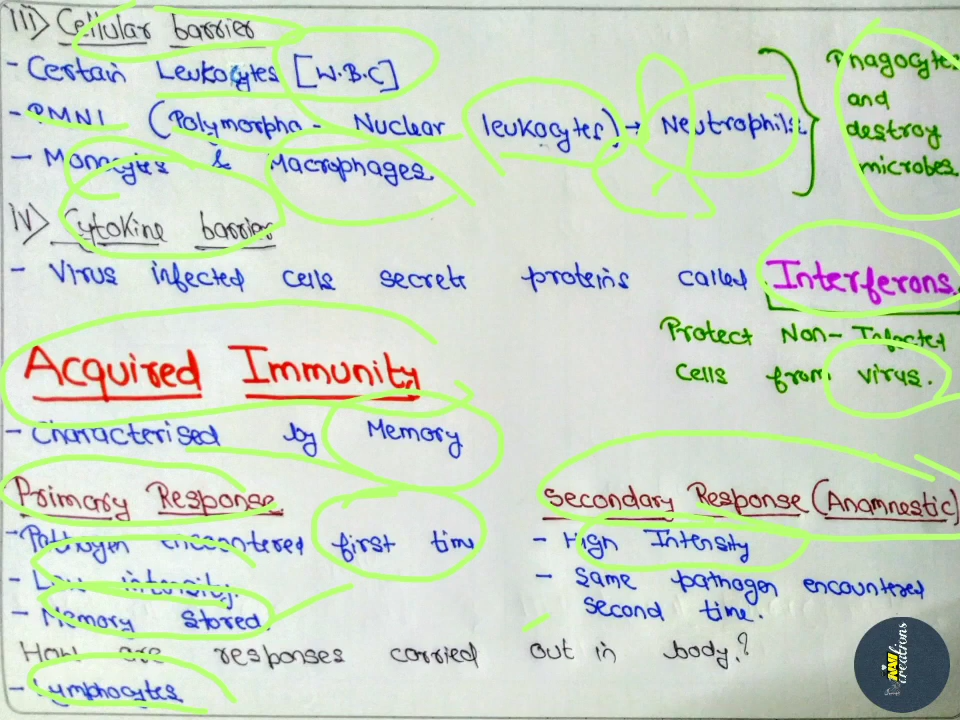 iii) Cellular barrier
- Certain Leukocytes [W.B.C]
- PMNL (Polymorpho - Nuclear leukocytes) → Neutrophils.
- Monocytes & Macrophages.
Phagocytes
and
destroy
microbes.
iv) Cytokine barrier
- Virus infected cells secrete proteins called Interferons.
Protect Non-Infected
cells from virus.
Acquired Immunity
- Characterised by Memory
Primary Response
- Pathogen encountered first time
- Low intensity.
- Memory stored.
Secondary Response (Anamnestic)
- High Intensity
- Same pathogen encountered
second time.
How are responses carried out in body?
- Lymphocytes
creations